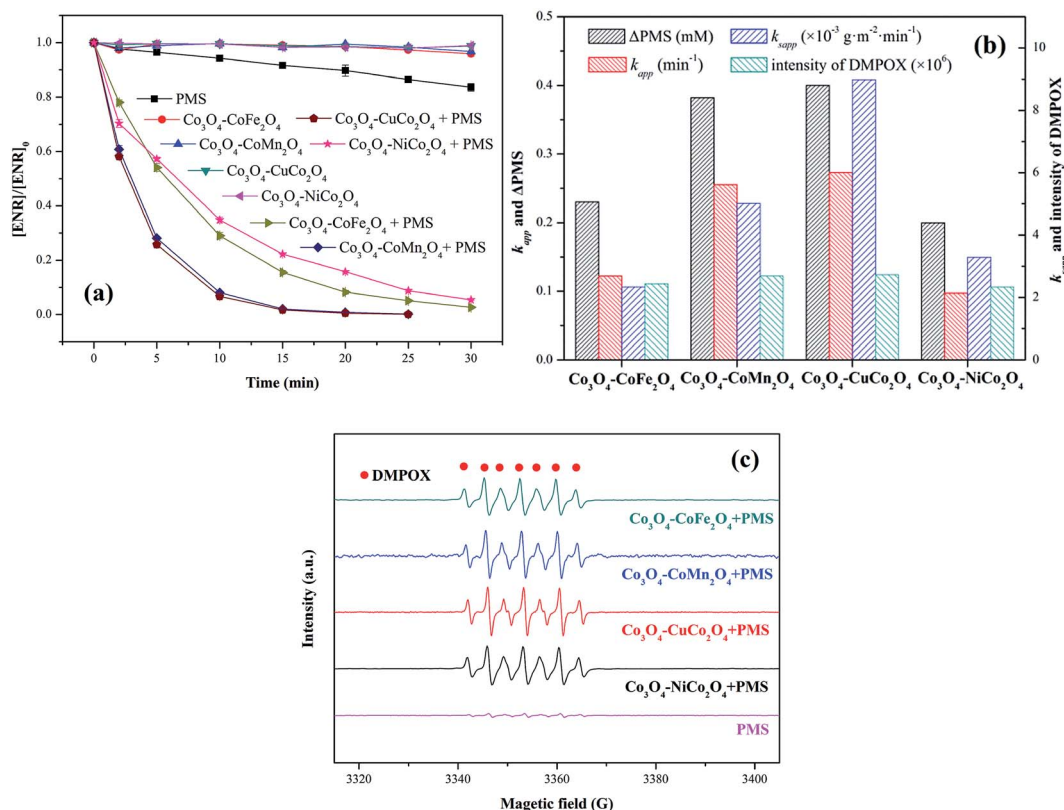 1.0
0.8
0.6
0.4
0.2
0.0
[ENR]/[ENR]₀
PMS
Co₃O₄-CoFe₂O₄
Co₃O₄-CuCo₂O₄ + PMS
Co₃O₄-CoMn₂O₄
Co₃O₄-NiCo₂O₄ + PMS
Co₃O₄-CuCo₂O₄
Co₃O₄-NiCo₂O₄
Co₃O₄-CoFe₂O₄ + PMS
Co₃O₄-CoMn₂O₄ + PMS
(a)
0 5 10 15 20 25 30
Time (min)
0.5
0.4
0.3
0.2
0.1
0.0
k_app and ΔPMS
ΔPMS (mM)
k_sapp (×10⁻³ g·m⁻²·min⁻¹)
k_app (min⁻¹)
intensity of DMPOX (×10⁶)
(b)
10
8
6
4
2
0
and intensity of DMPOX
Co₃O₄-CoFe₂O₄ Co₃O₄-CoMn₂O₄ Co₃O₄-CuCo₂O₄ Co₃O₄-NiCo₂O₄
(c)
DMPOX
Co₃O₄-CoFe₂O₄+PMS
Co₃O₄-CoMn₂O₄+PMS
Co₃O₄-CuCo₂O₄+PMS
Co₃O₄-NiCo₂O₄+PMS
PMS
Intensity (a.u.)
3320 3340 3360 3380 3400
Magetic field (G)